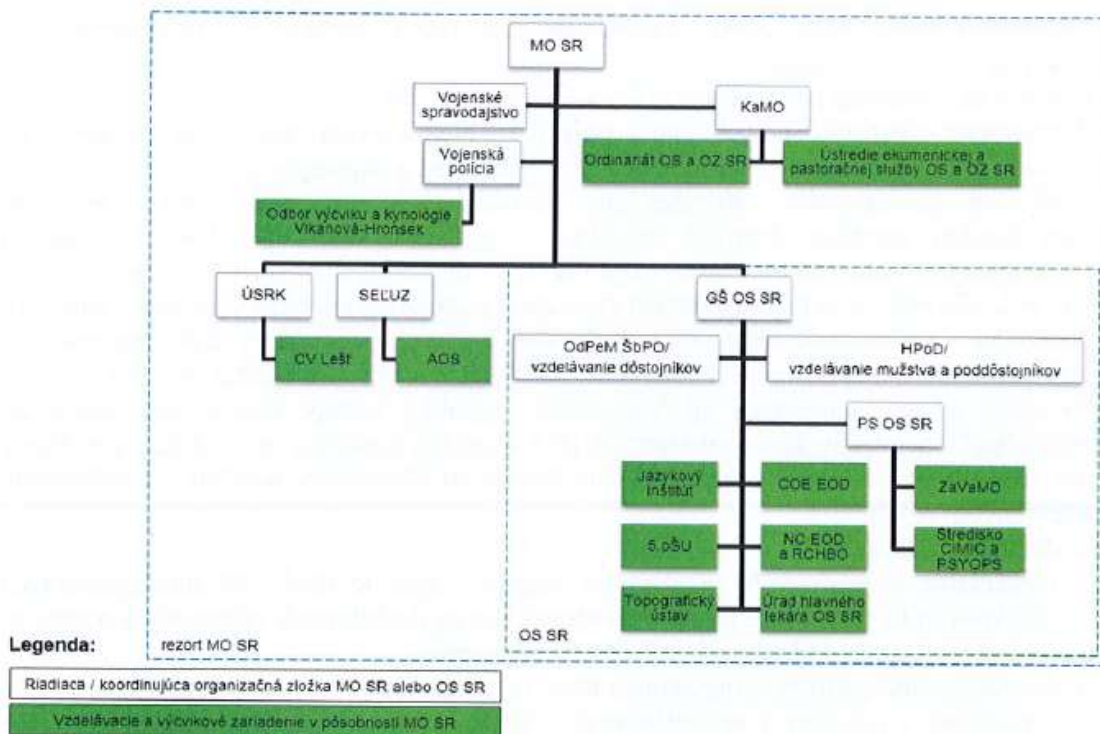 MO SR
Vojenské
spravodajstvo
KaMO
Vojenská
polícia
Ordinariát OS a OZ SR
Ústredie ekumenickej a
pastoračnej služby OS a OZ SR
Odbor výcviku a kynológie
Vlkanová-Hronsek
ÚSRK
SEĽUZ
GŠ OS SR
CV Lešť
AOS
OdPeM ŠbPO/
vzdelávanie dôstojníkov
HPoD/
vzdelávanie mužstva a poddôstojníkov
PS OS SR
Jazykový
inštitút
COE EOD
ZaVaMD
5.pŠU
NC EOD
a RCHBO
Stredisko
CIMIC a
PSYOPS
Topografický
ústav
Úrad hlavného
lekára OS SR
OS SR
rezort MO SR
Legenda:
Riadiaca / koordinujúca organizačná zložka MO SR alebo OS SR
Vzdelávacie a výcvikové zariadenie v pôsobnosti MO SR